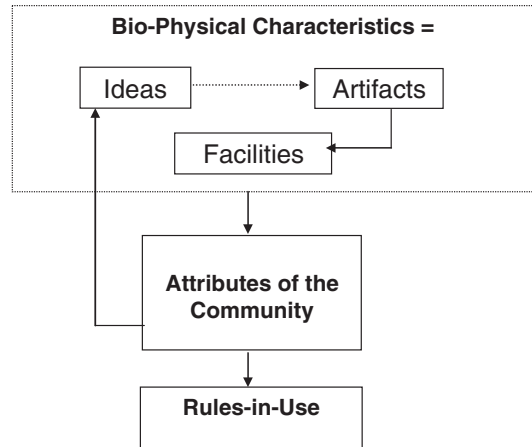 Bio-Physical Characteristics =
Ideas
Artifacts
Facilities
Attributes of the
Community
Rules-in-Use